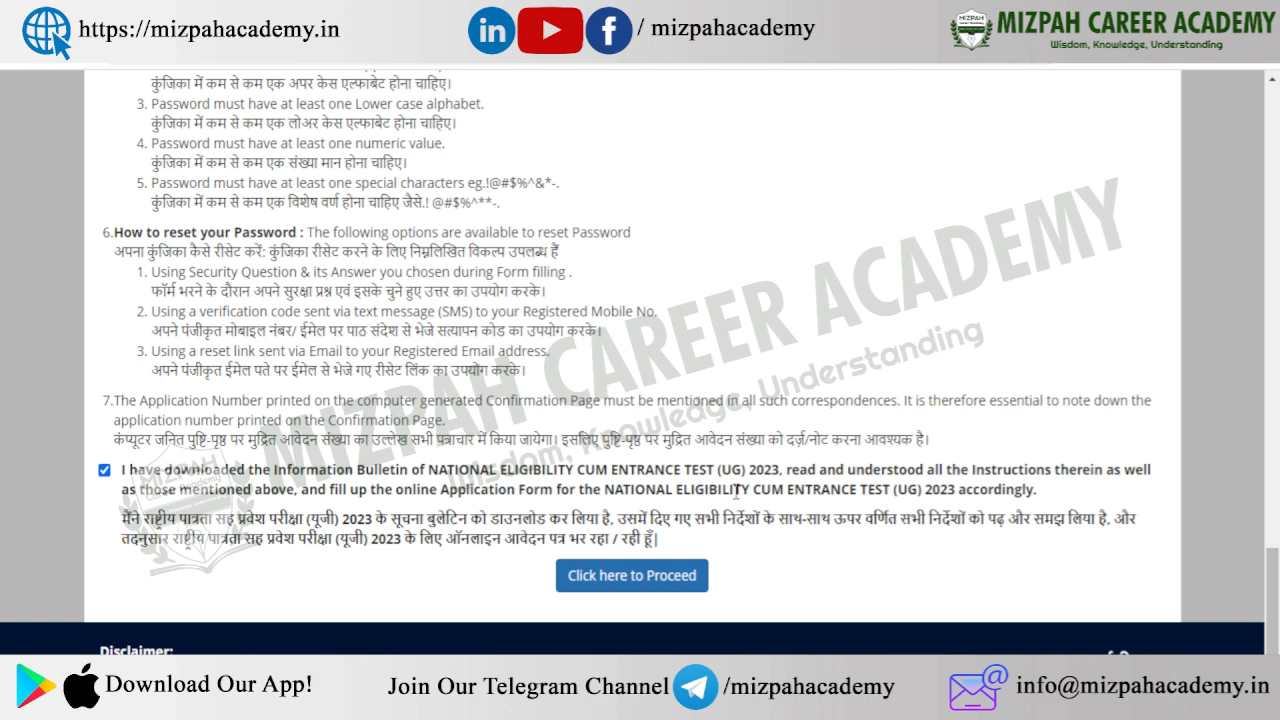 https://mizpahacademy.in
/ mizpahacademy
MIZPAH CAREER ACADEMY
Wisdom, Knowledge, Understanding
कुंजिका में कम से कम एक अपर केस एल्फाबेट होना चाहिए।
3. Password must have at least one Lower case alphabet.
कुंजिका में कम से कम एक लोअर केस एल्फाबेट होना चाहिए।
4. Password must have at least one numeric value.
कुंजिका में कम से कम एक संख्या मान होना चाहिए।
5. Password must have at least one special characters eg.!@#$%^&*-.
कुंजिका में कम से कम एक विशेष वर्ण होना चाहिए जैसे.! @#$%^**-.
6.How to reset your Password : The following options are available to reset Password
अपना कुंजिका कैसे रीसेट करें: कुंजिका रीसेट करने के लिए निम्नलिखित विकल्प उपलब्ध हैं
1. Using Security Question & its Answer you chosen during Form filling .
फॉर्म भरने के दौरान अपने सुरक्षा प्रश्न एवं इसके चुने हुए उत्तर का उपयोग करके।
2. Using a verification code sent via text message (SMS) to your Registered Mobile No.
अपने पंजीकृत मोबाइल नंबर/ ईमेल पर पाठ संदेश से भेजे सत्यापन कोड का उपयोग करके।
3. Using a reset link sent via Email to your Registered Email address.
अपने पंजीकृत ईमेल पते पर ईमेल से भेजे गए रीसेट लिंक का उपयोग करके।
7.The Application Number printed on the computer generated Confirmation Page must be mentioned in all such correspondences. It is therefore essential to note down the
application number printed on the Confirmation Page.
कंप्यूटर जनित पुष्टि-पृष्ठ पर मुद्रित आवेदन संख्या का उल्लेख सभी पत्राचार में किया जायेगा। इसलिए पुष्टि-पृष्ठ पर मुद्रित आवेदन संख्या को दर्ज़/नोट करना आवश्यक है।
I have downloaded the Information Bulletin of NATIONAL ELIGIBILITY CUM ENTRANCE TEST (UG) 2023, read and understood all the Instructions therein as well
as those mentioned above, and fill up the online Application Form for the NATIONAL ELIGIBILITY CUM ENTRANCE TEST (UG) 2023 accordingly.
मैंने राष्ट्रीय पात्रता सह प्रवेश परीक्षा (यूजी) 2023 के सूचना बुलेटिन को डाउनलोड कर लिया है, उसमें दिए गए सभी निर्देशों के साथ-साथ ऊपर वर्णित सभी निर्देशों को पढ़ और समझ लिया है, और
तदनुसार राष्ट्रीय पात्रता सह प्रवेश परीक्षा (यूजी) 2023 के लिए ऑनलाइन आवेदन पत्र भर रहा / रही हूँ|
MIZPAH CAREER ACADEMY
Wisdom, Knowledge, Understanding
Click here to Proceed
Disclaimer:
Download Our App!
Join Our Telegram Channel /mizpahacademy
info@mizpahacademy.in